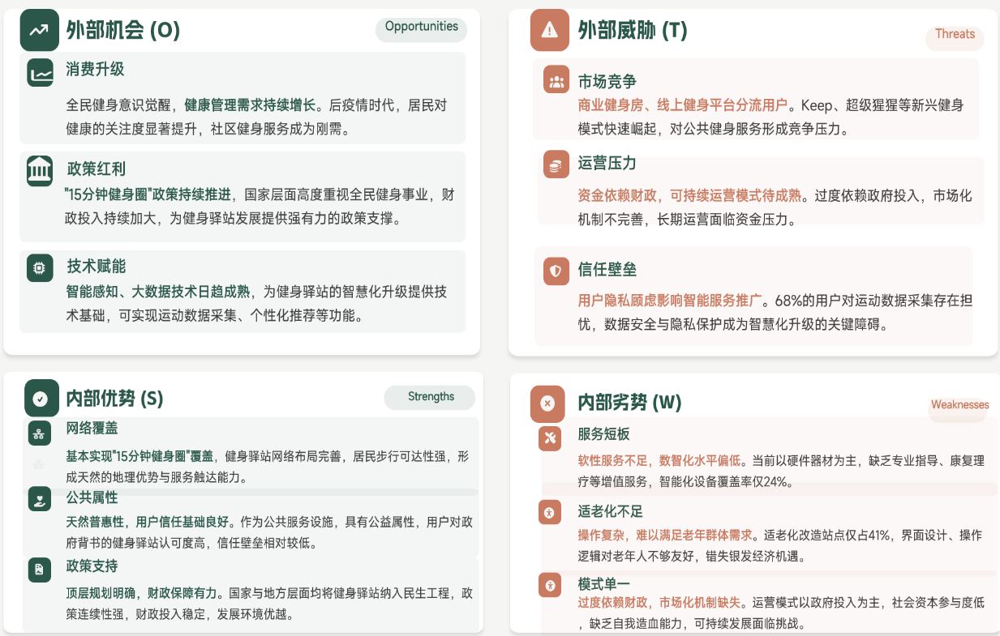 外部机会 (O)
Opportunities
消费升级
全民健身意识觉醒，健康管理需求持续增长。后疫情时代，居民对
健康的关注度显著提升，社区健身服务成为刚需。
政策红利
"15分钟健身圈"政策持续推进，国家层面高度重视全民健身事业，财
政投入持续加大，为健身驿站发展提供强有力的政策支撑。
技术赋能
智能感知、大数据技术日趋成熟，为健身驿站的智慧化升级提供技
术基础，可实现运动数据采集、个性化推荐等功能。
外部威胁 (T)
Threats
市场竞争
商业健身房、线上健身平台分流用户。Keep、超级猩猩等新兴健身
模式快速崛起，对公共健身服务形成竞争压力。
运营压力
资金依赖财政，可持续运营模式待成熟。过度依赖政府投入，市场化
机制不完善，长期运营面临资金压力。
信任壁垒
用户隐私顾虑影响智能服务推广。68%的用户对运动数据采集存在担
忧，数据安全与隐私保护成为智慧化升级的关键障碍。
内部优势 (S)
Strengths
网络覆盖
基本实现"15分钟健身圈"覆盖，健身驿站网络布局完善，居民步行可达性强，形
成天然的地理优势与服务触达能力。
公共属性
天然普惠性，用户信任基础良好。作为公共服务设施，具有公益属性，用户对政
府背书的健身驿站认可度高，信任壁垒相对较低。
政策支持
顶层规划明确，财政保障有力。国家与地方层面均将健身驿站纳入民生工程，政
策连续性强，财政投入稳定，发展环境优越。
内部劣势 (W)
Weaknesses
服务短板
软性服务不足，数智化水平偏低。当前以硬件器材为主，缺乏专业指导、康复理
疗等增值服务，智能化设备覆盖率仅24%。
适老化不足
操作复杂，难以满足老年群体需求。适老化改造站点仅占41%，界面设计、操作
逻辑对老年人不够友好，错失银发经济机遇。
模式单一
过度依赖财政，市场化机制缺失。运营模式以政府投入为主，社会资本参与度低
，缺乏自我造血能力，可持续发展面临挑战。